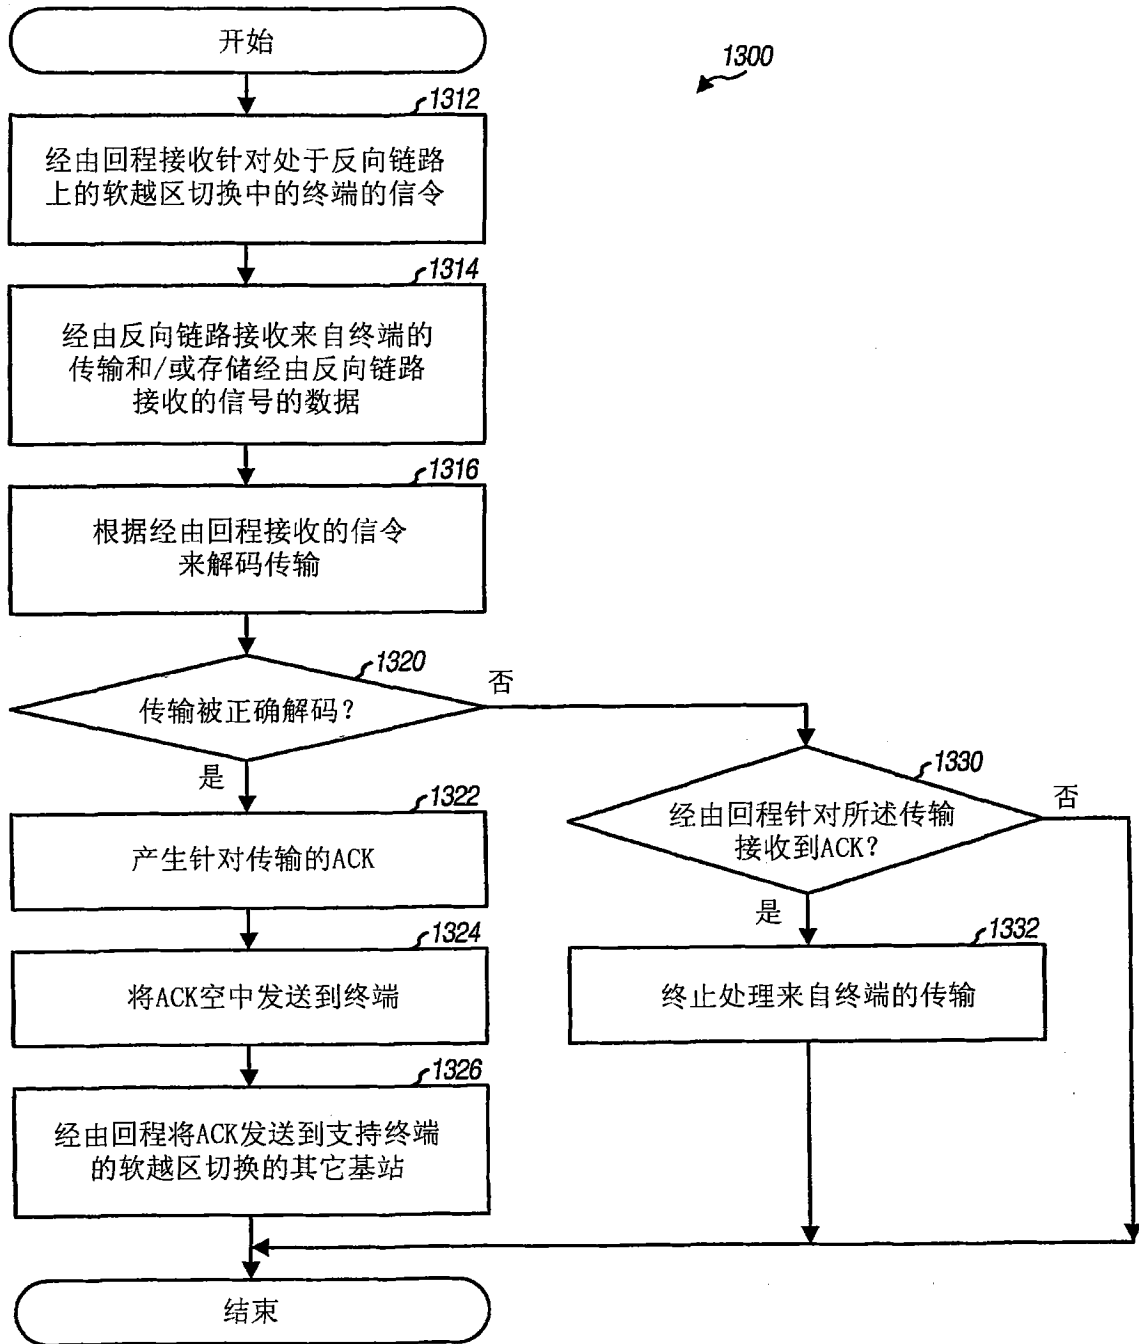 开始
1300
1312
经由回程接收针对处于反向链路
上的软越区切换中的终端的信令
1314
经由反向链路接收来自终端的
传输和/或存储经由反向链路
接收的信号的数据
1316
根据经由回程接收的信令
来解码传输
1320
传输被正确解码?
否
是
1330
经由回程针对所述传输
接收到ACK?
否
是
1322
产生针对传输的ACK
1332
终止处理来自终端的传输
1324
将ACK空中发送到终端
1326
经由回程将ACK发送到支持终端
的软越区切换的其它基站
结束